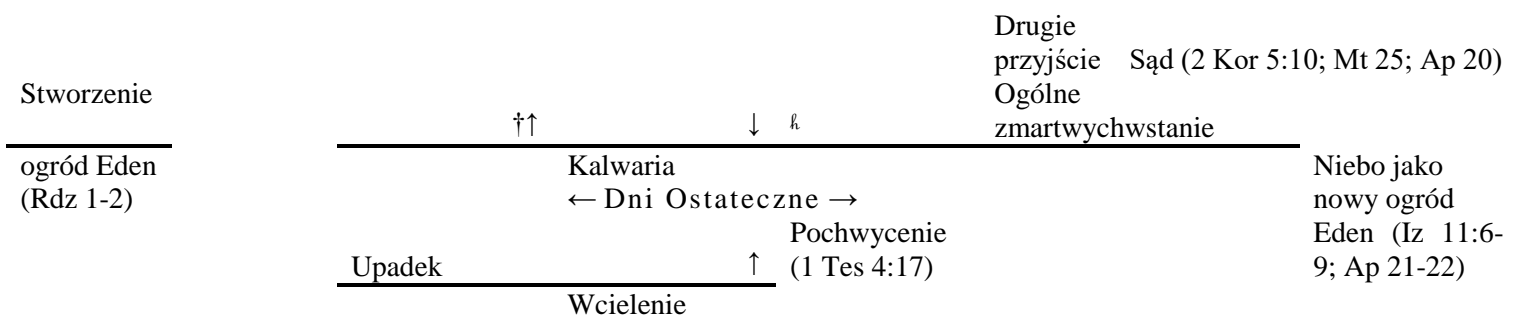 Drugie
przyjście Sąd (2 Kor 5:10; Mt 25; Ap 20)
Stworzenie Ogólne
†↑ ↓ h zmartwychwstanie
ogród Eden Kalwaria Niebo jako
(Rdz 1-2) ← Dni Ostateczne → nowy ogród
Pochwycenie Eden (Iz 11:6-
Upadek ↑ (1 Tes 4:17) 9; Ap 21-22)
Wcielenie